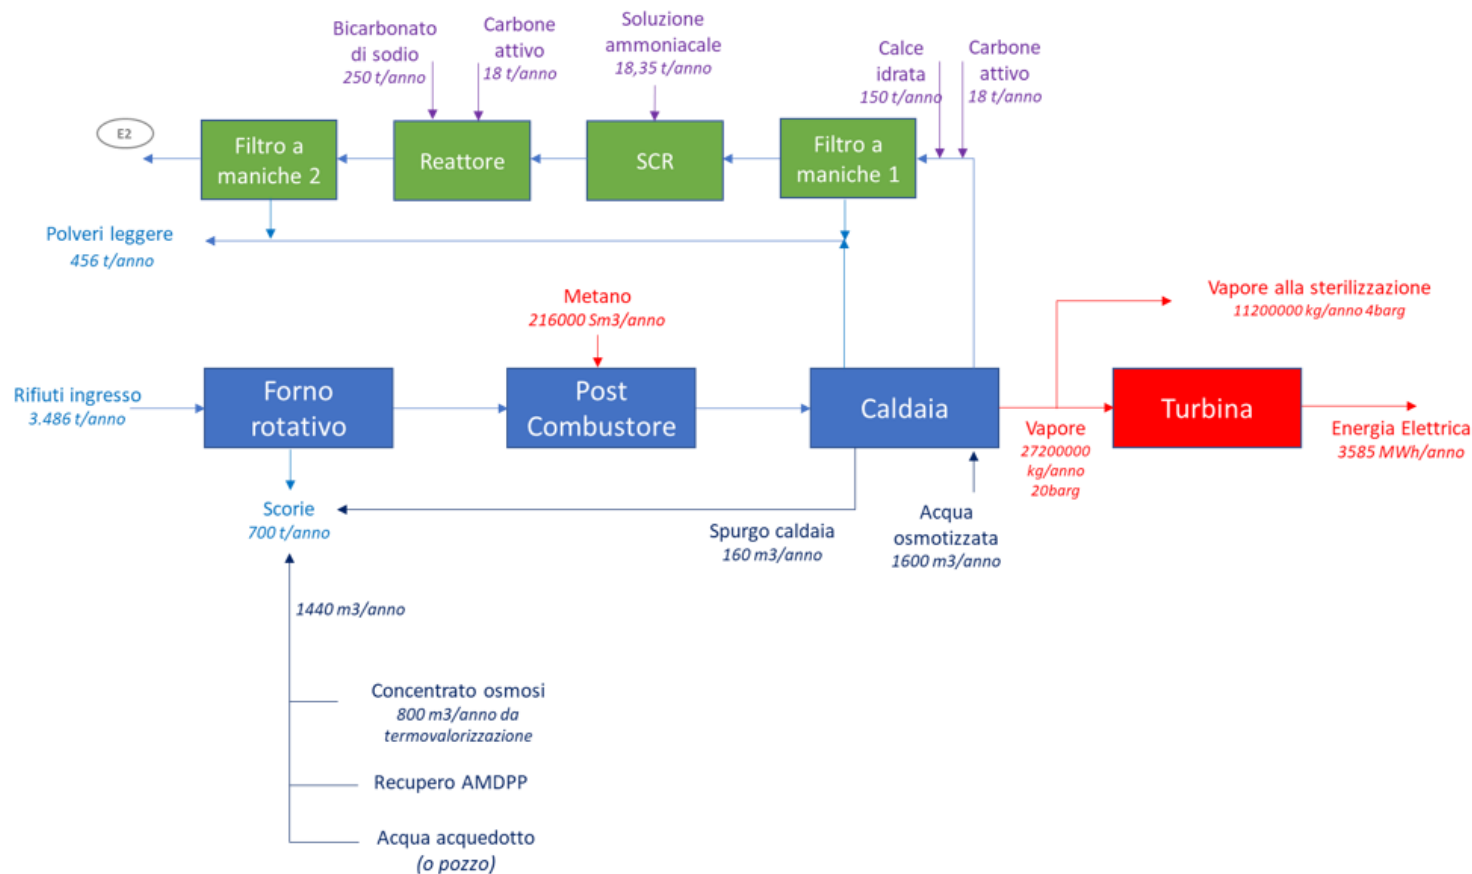 Bicarbonato
di sodio
250 t/anno
Carbone
attivo
18 t/anno
Soluzione
ammoniacale
18,35 t/anno
Calce
idrata
150 t/anno
Carbone
attivo
18 t/anno
E2
Filtro a
maniche 2
Reattore
SCR
Filtro a
maniche 1
Polveri leggere
456 t/anno
Metano
216000 Sm3/anno
Vapore alla sterilizzazione
11200000 kg/anno 4barg
Rifiuti ingresso
3.486 t/anno
Forno
rotativo
Post
Combustore
Caldaia
Turbina
Vapore
27200000
kg/anno
20barg
Energia Elettrica
3585 MWh/anno
Scorie
700 t/anno
Spurgo caldaia
160 m3/anno
Acqua
osmotizzata
1600 m3/anno
1440 m3/anno
Concentrato osmosi
800 m3/anno da
termovalorizzazione
Recupero AMDPP
Acqua acquedotto
(o pozzo)